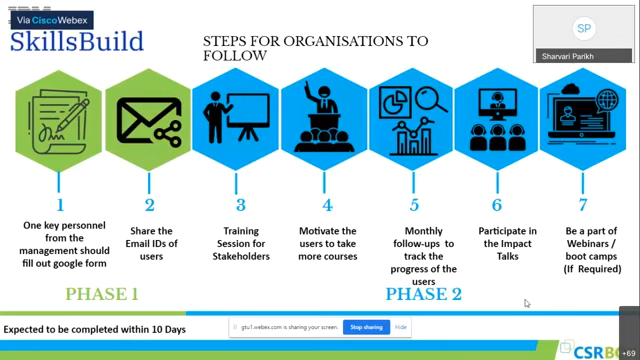 Via Cisco Webex
SkillsBuild
STEPS FOR ORGANISATIONS TO
FOLLOW
SP
Sharvari Parikh
1
2
3
4
5
6
7
One key personnel
from the
management should
fill out google form
Share the
Email IDs of
users
Training
Session for
Stakeholders
Motivate the
users to take
more courses
Monthly
follow-ups to
track the
progress of the
users
Participate in
the Impact
Talks
Be a part of
Webinars /
boot camps
(If Required)
PHASE 1
PHASE 2
Expected to be completed within 10 Days
gtu1.webex.com is sharing your screen.
Stop sharing
Hide
+69
CSRB